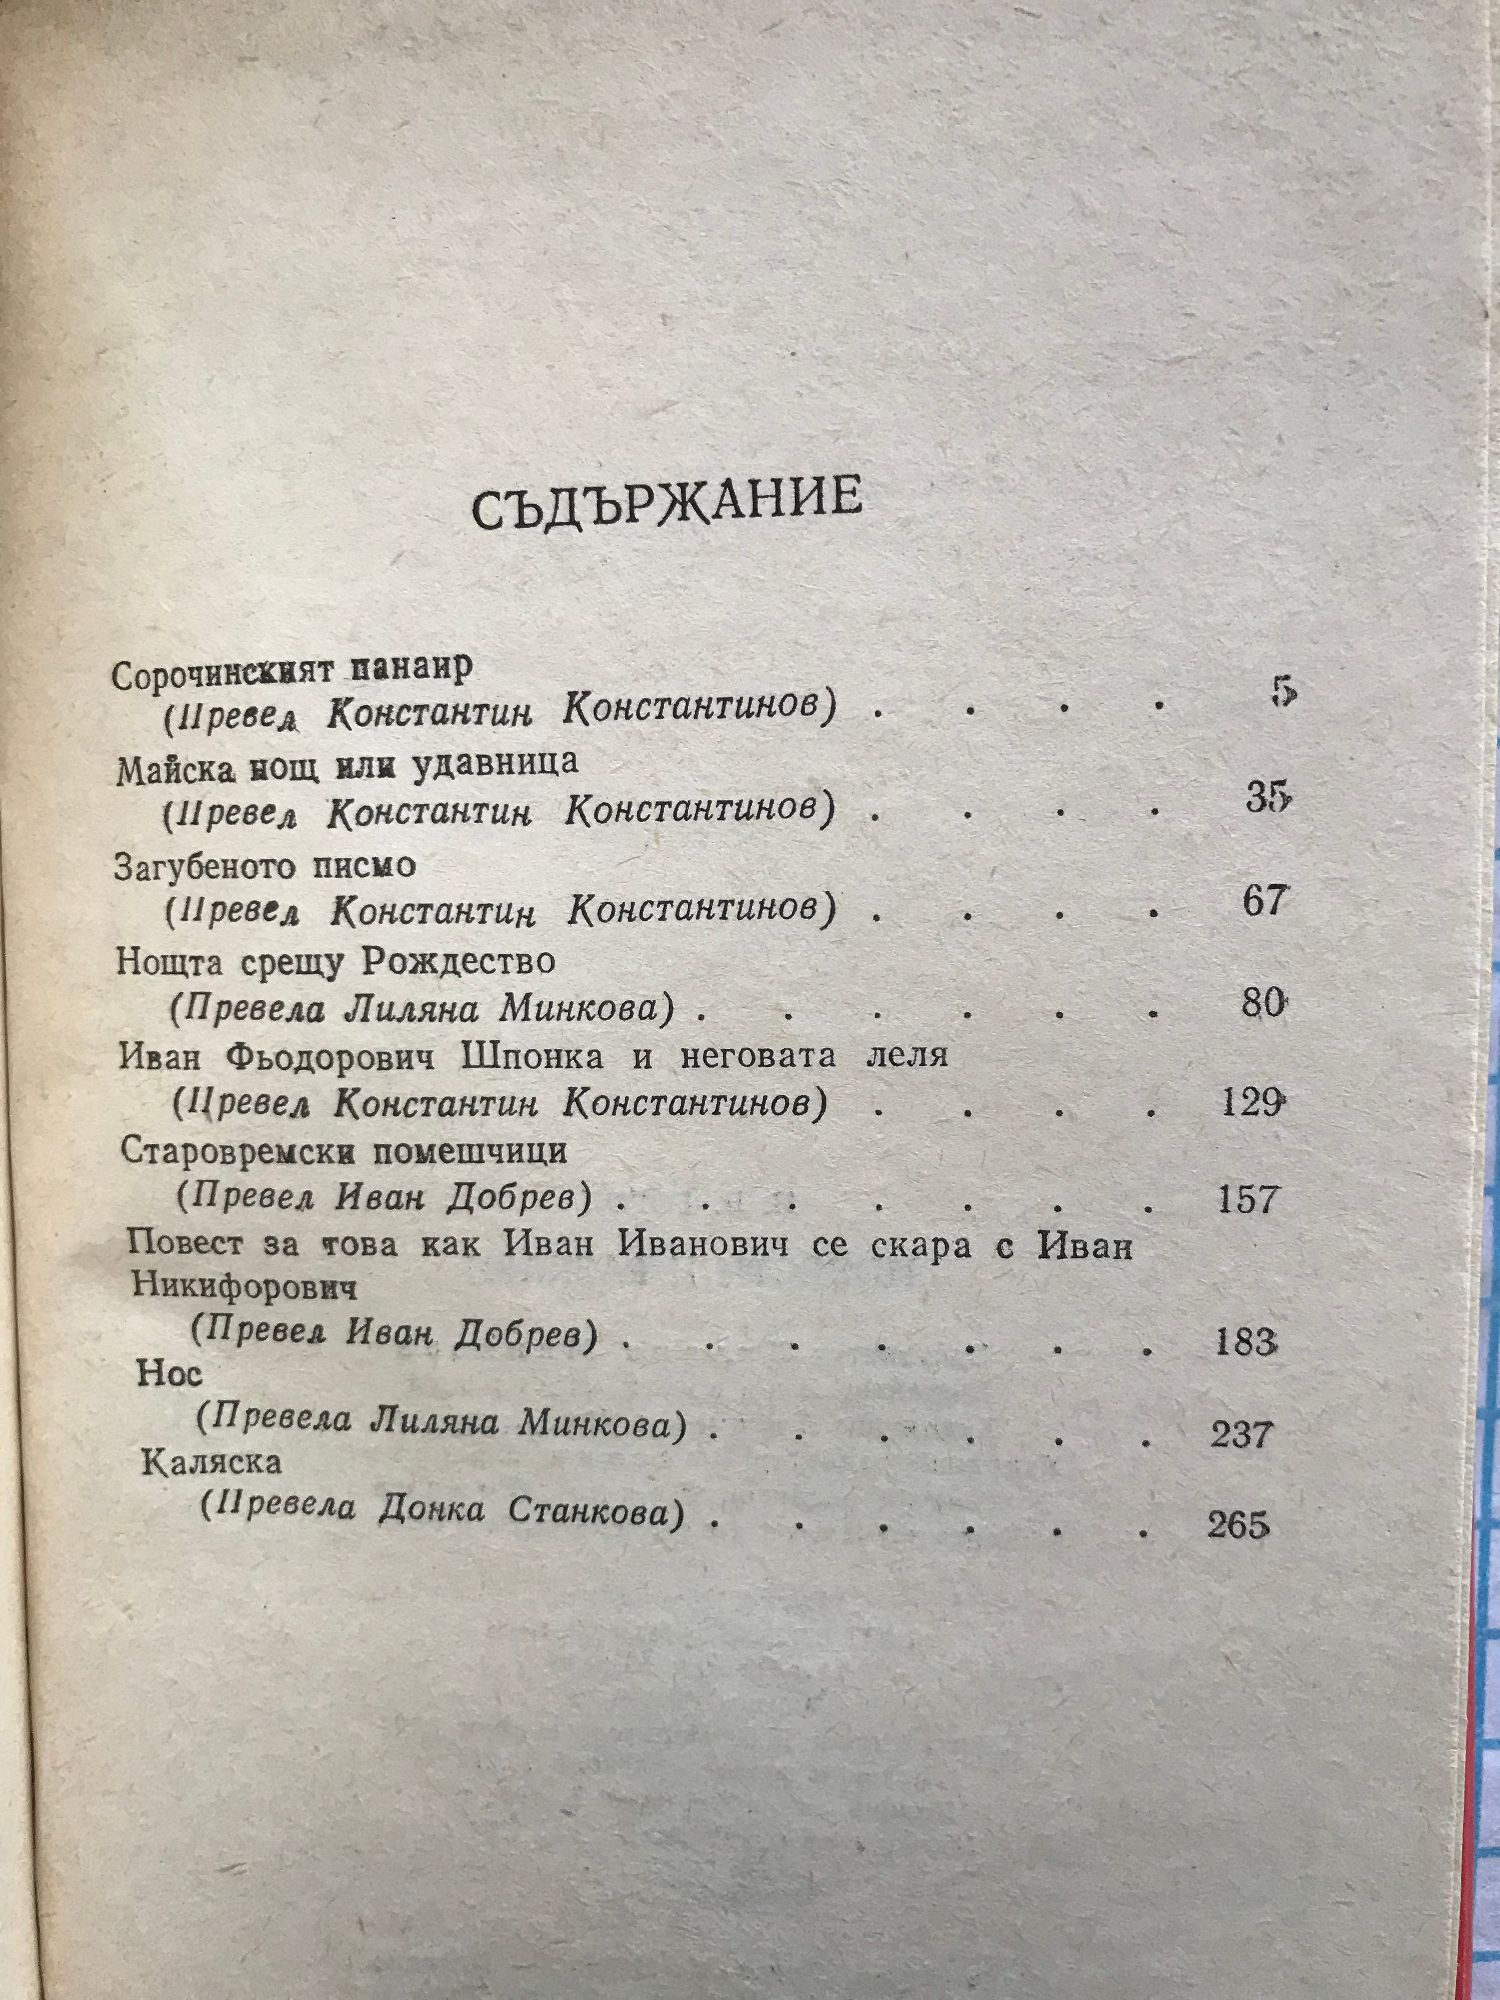 СЪДЪРЖАНИЕ
Сорочинският панаир
(Превел Константин Константинов) . . . . 5
Майска нощ или удавница
(Превел Константин Константинов) . . . . 35
Загубеното писмо
(Превел Константин Константинов) . . . . 67
Нощта срещу Рождество
(Превела Лиляна Минкова) . . . . . . 80
Иван Фьодорович Шпонка и неговата леля
(Превел Константин Константинов) . . . . 129
Старовремски помешчици
(Превел Иван Добрев) . . . . . . . 157
Повест за това как Иван Иванович се скара с Иван
Никифорович
(Превел Иван Добрев) . . . . . . . 183
Нос
(Превела Лиляна Минкова) . . . . . . 237
Каляска
(Превела Донка Станкова) . . . . . . 265